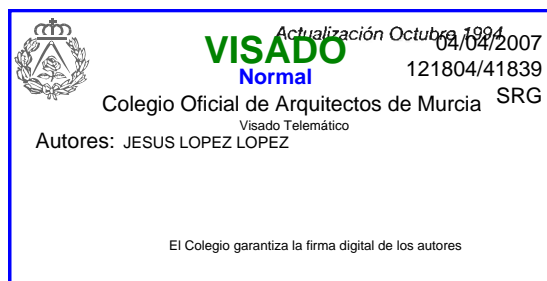 Actualización Octubre 1994
04/04/2007
VISADO
Normal
121804/41839
SRG
Colegio Oficial de Arquitectos de Murcia
Visado Telemático
Autores: JESUS LOPEZ LOPEZ
El Colegio garantiza la firma digital de los autores